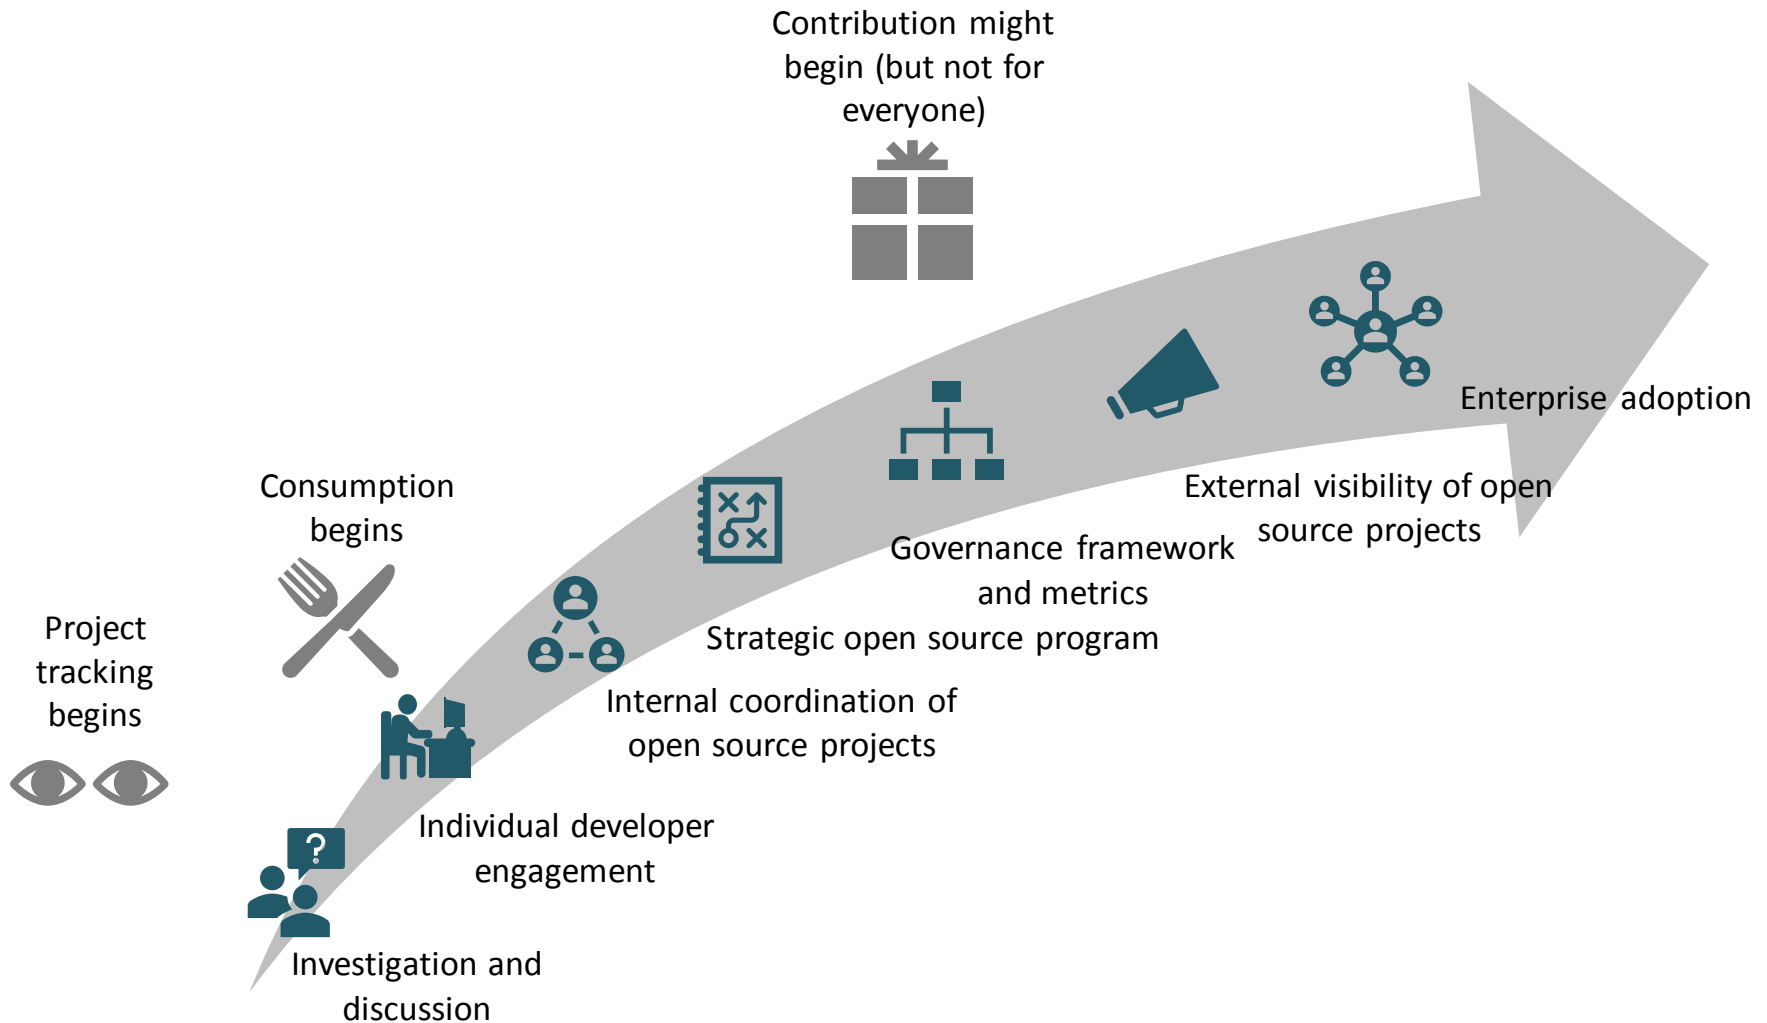 Contribution might
begin (but not for
everyone)
Enterprise adoption
External visibility of open
source projects
Consumption
begins
Governance framework
and metrics
Strategic open source program
Project
tracking
begins
Internal coordination of
open source projects
Individual developer
engagement
?
Investigation and
discussion